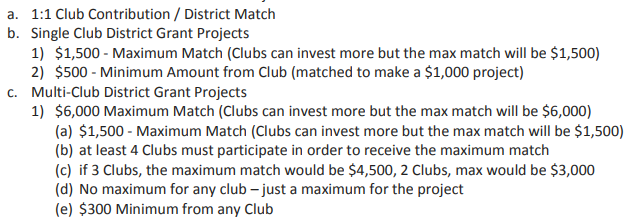 a. 1:1 Club Contribution / District Match
b. Single Club District Grant Projects
1) $1,500 - Maximum Match (Clubs can invest more but the max match will be $1,500)
2) $500 - Minimum Amount from Club (matched to make a $1,000 project)
c. Multi-Club District Grant Projects
1) $6,000 Maximum Match (Clubs can invest more but the max match will be $6,000)
(a) $1,500 - Maximum Match (Clubs can invest more but the max match will be $1,500)
(b) at least 4 Clubs must participate in order to receive the maximum match
(c) if 3 Clubs, the maximum match would be $4,500, 2 Clubs, max would be $3,000
(d) No maximum for any club – just a maximum for the project
(e) $300 Minimum from any Club